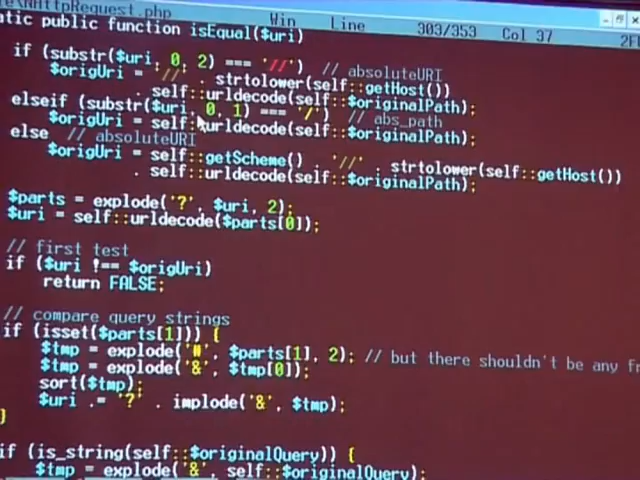 \NHttpRequest.php Win Line 303/353 Col 37
atic public function isEqual($uri)
if (substr($uri, 0, 2) === '//') // absoluteURI
$origUri = '//' . strtolower(self::getHost())
. self::urldecode(self::$originalPath);
elseif (substr($uri, 0, 1) === '/') // abs_path
$origUri = self::urldecode(self::$originalPath);
else // absoluteURI
$origUri = self::getScheme() . '//' . strtolower(self::getHost())
. self::urldecode(self::$originalPath);
$parts = explode('?', $uri, 2);
$uri = self::urldecode($parts[0]);
// first test
if ($uri !== $origUri)
return FALSE;
// compare query strings
if (isset($parts[1])) {
$tmp = explode('#', $parts[1], 2); // but there shouldn't be any fr
$tmp = explode('&', $tmp[0]);
sort($tmp);
$uri .= '?' . implode('&', $tmp);
}
if (is_string(self::$originalQuery)) {
$tmp = explode('&', self::$originalQuery);